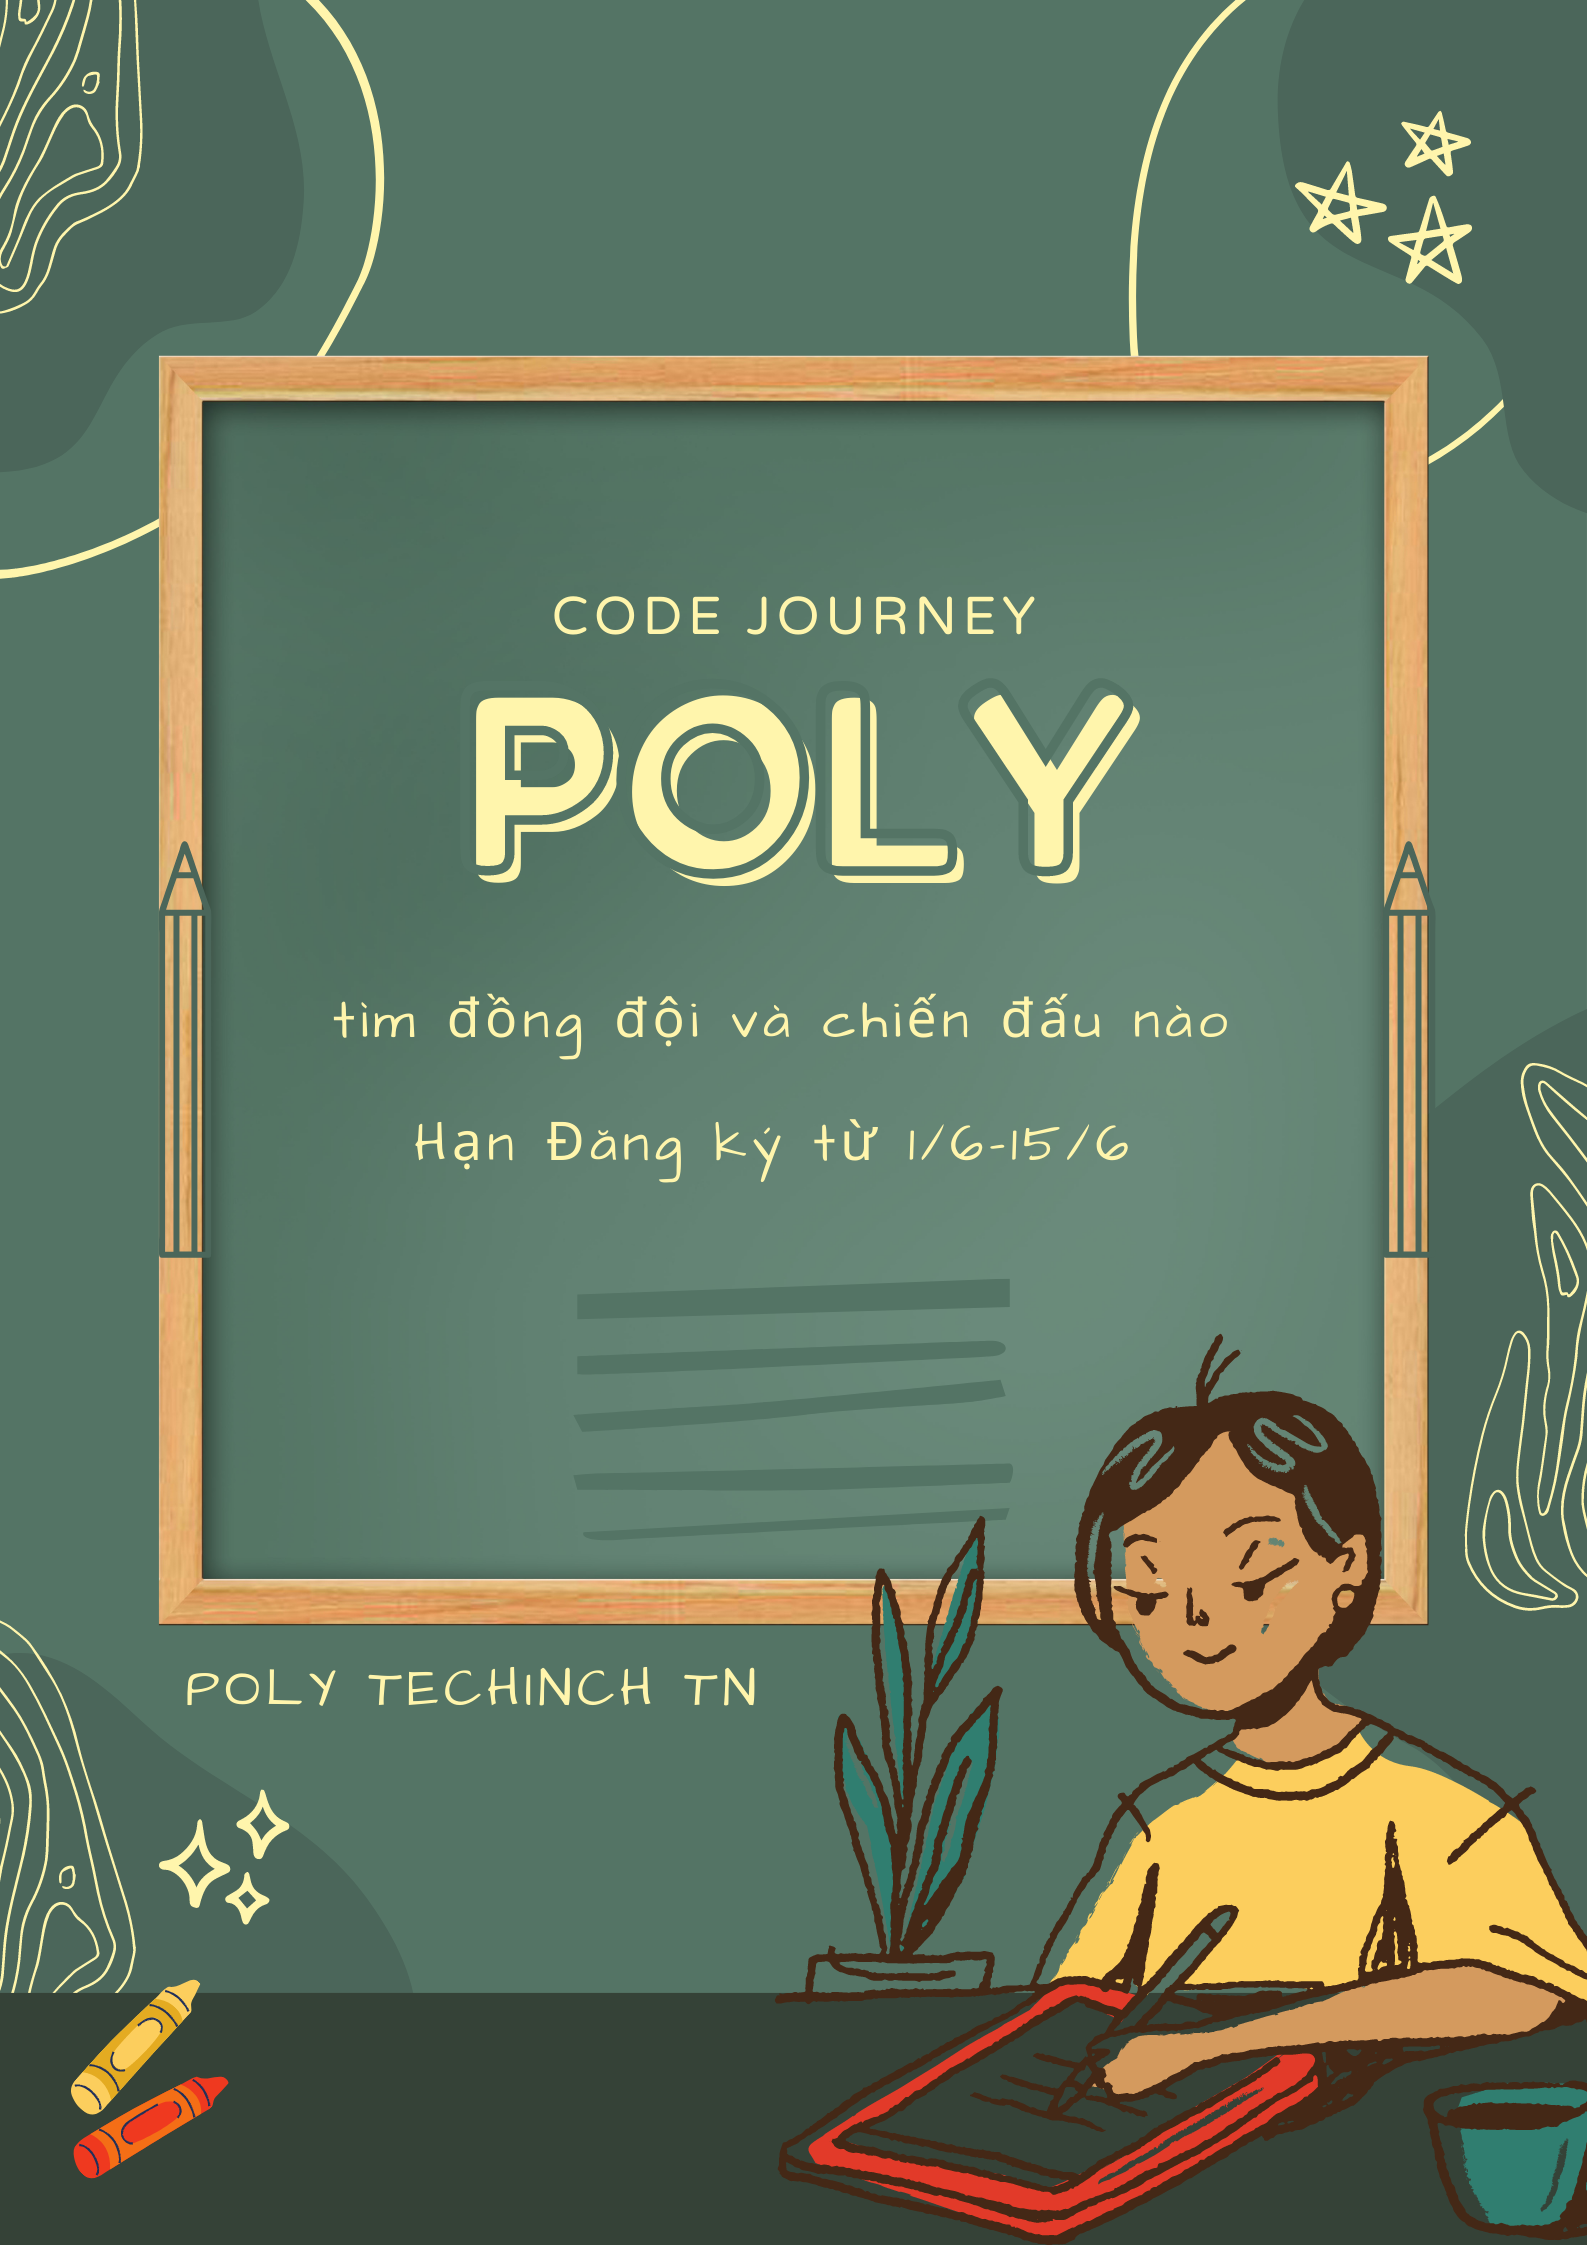 CODE JOURNEY
POLY
tìm đồng đội và chiến đấu nào
Hạn Đăng ký từ 1/6-15/6
POLY TECHINCH TN